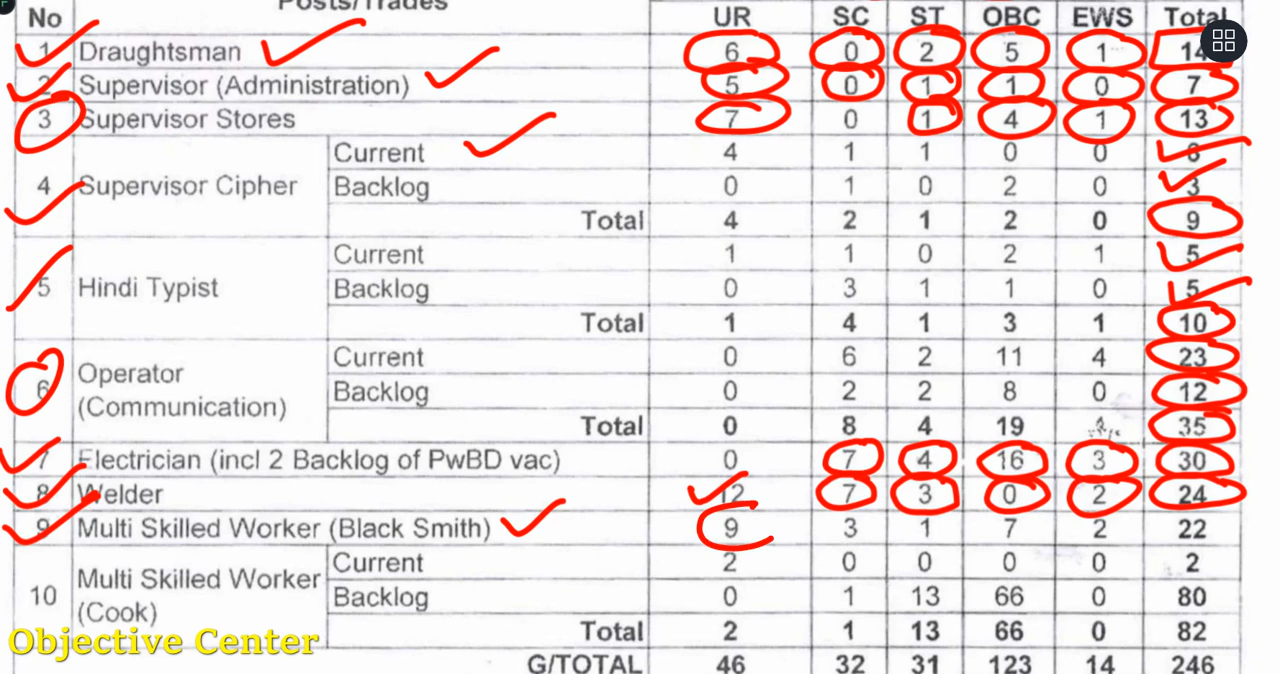 No Posts/Trades UR SC ST OBC EWS Total
1 Draughtsman 6 0 2 5 1 14
2 Supervisor (Administration) 5 0 1 1 0 7
3 Supervisor Stores 7 0 1 4 1 13
Current 4 1 1 0 0 6
4 Supervisor Cipher Backlog 0 1 0 2 0 3
Total 4 2 1 2 0 9
Current 1 1 0 2 1 5
5 Hindi Typist Backlog 0 3 1 1 0 5
Total 1 4 1 3 1 10
Current 0 6 2 11 4 23
6 Operator (Communication) Backlog 0 2 2 8 0 12
Total 0 8 4 19 35
7 Electrician (incl 2 Backlog of PwBD vac) 0 7 4 16 3 30
8 Welder 12 7 3 0 2 24
9 Multi Skilled Worker (Black Smith) 9 3 1 7 2 22
Current 2 0 0 0 0 2
10 Multi Skilled Worker (Cook) Backlog 0 1 13 66 0 80
Total 2 1 13 66 0 82
G/TOTAL 46 32 31 123 14 246
Objective Center